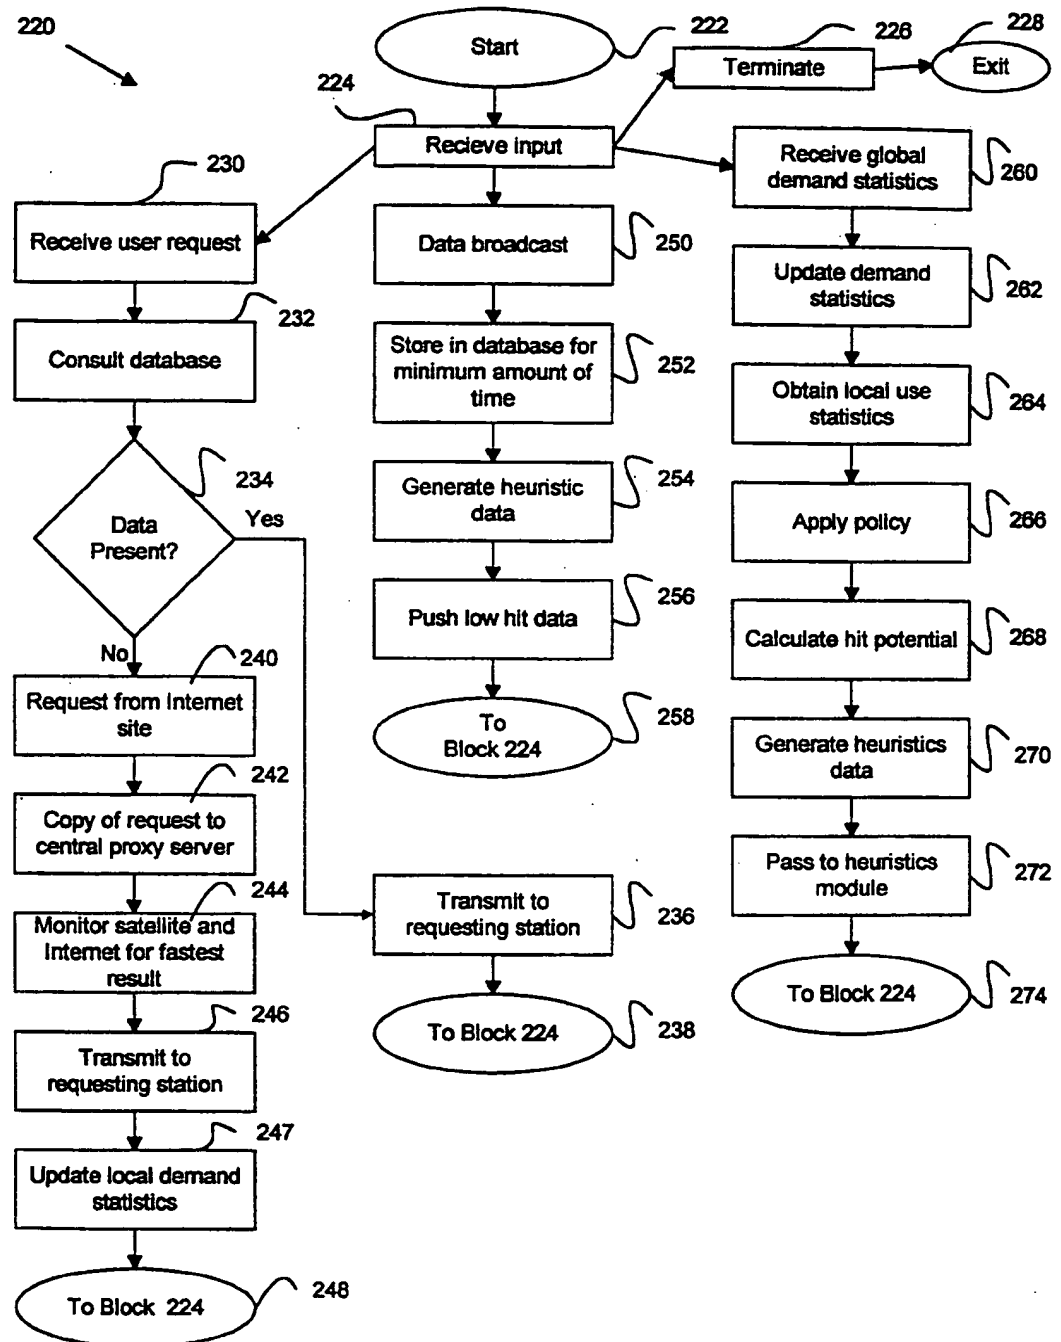 220
Start
222
226
228
Terminate
Exit
224
Recieve input
230
Receive user request
232
Consult database
234
Data
Present?
Yes
No
240
Request from Internet
site
242
Copy of request to
central proxy server
244
Monitor satellite and
Internet for fastest
result
246
Transmit to
requesting station
247
Update local demand
statistics
To Block 224
248
Data broadcast
250
Store in database for
minimum amount of
time
252
Generate heuristic
data
254
Push low hit data
256
To
Block 224
258
Transmit to
requesting station
236
To Block 224
238
Receive global
demand statistics
260
Update demand
statistics
262
Obtain local use
statistics
264
Apply policy
266
Calculate hit potential
268
Generate heuristics
data
270
Pass to heuristics
module
272
To Block 224
274